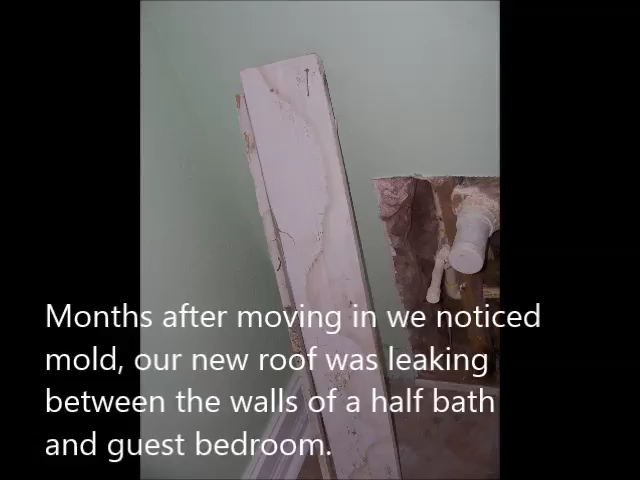 Months after moving in we noticed
mold, our new roof was leaking
between the walls of a half bath
and guest bedroom.